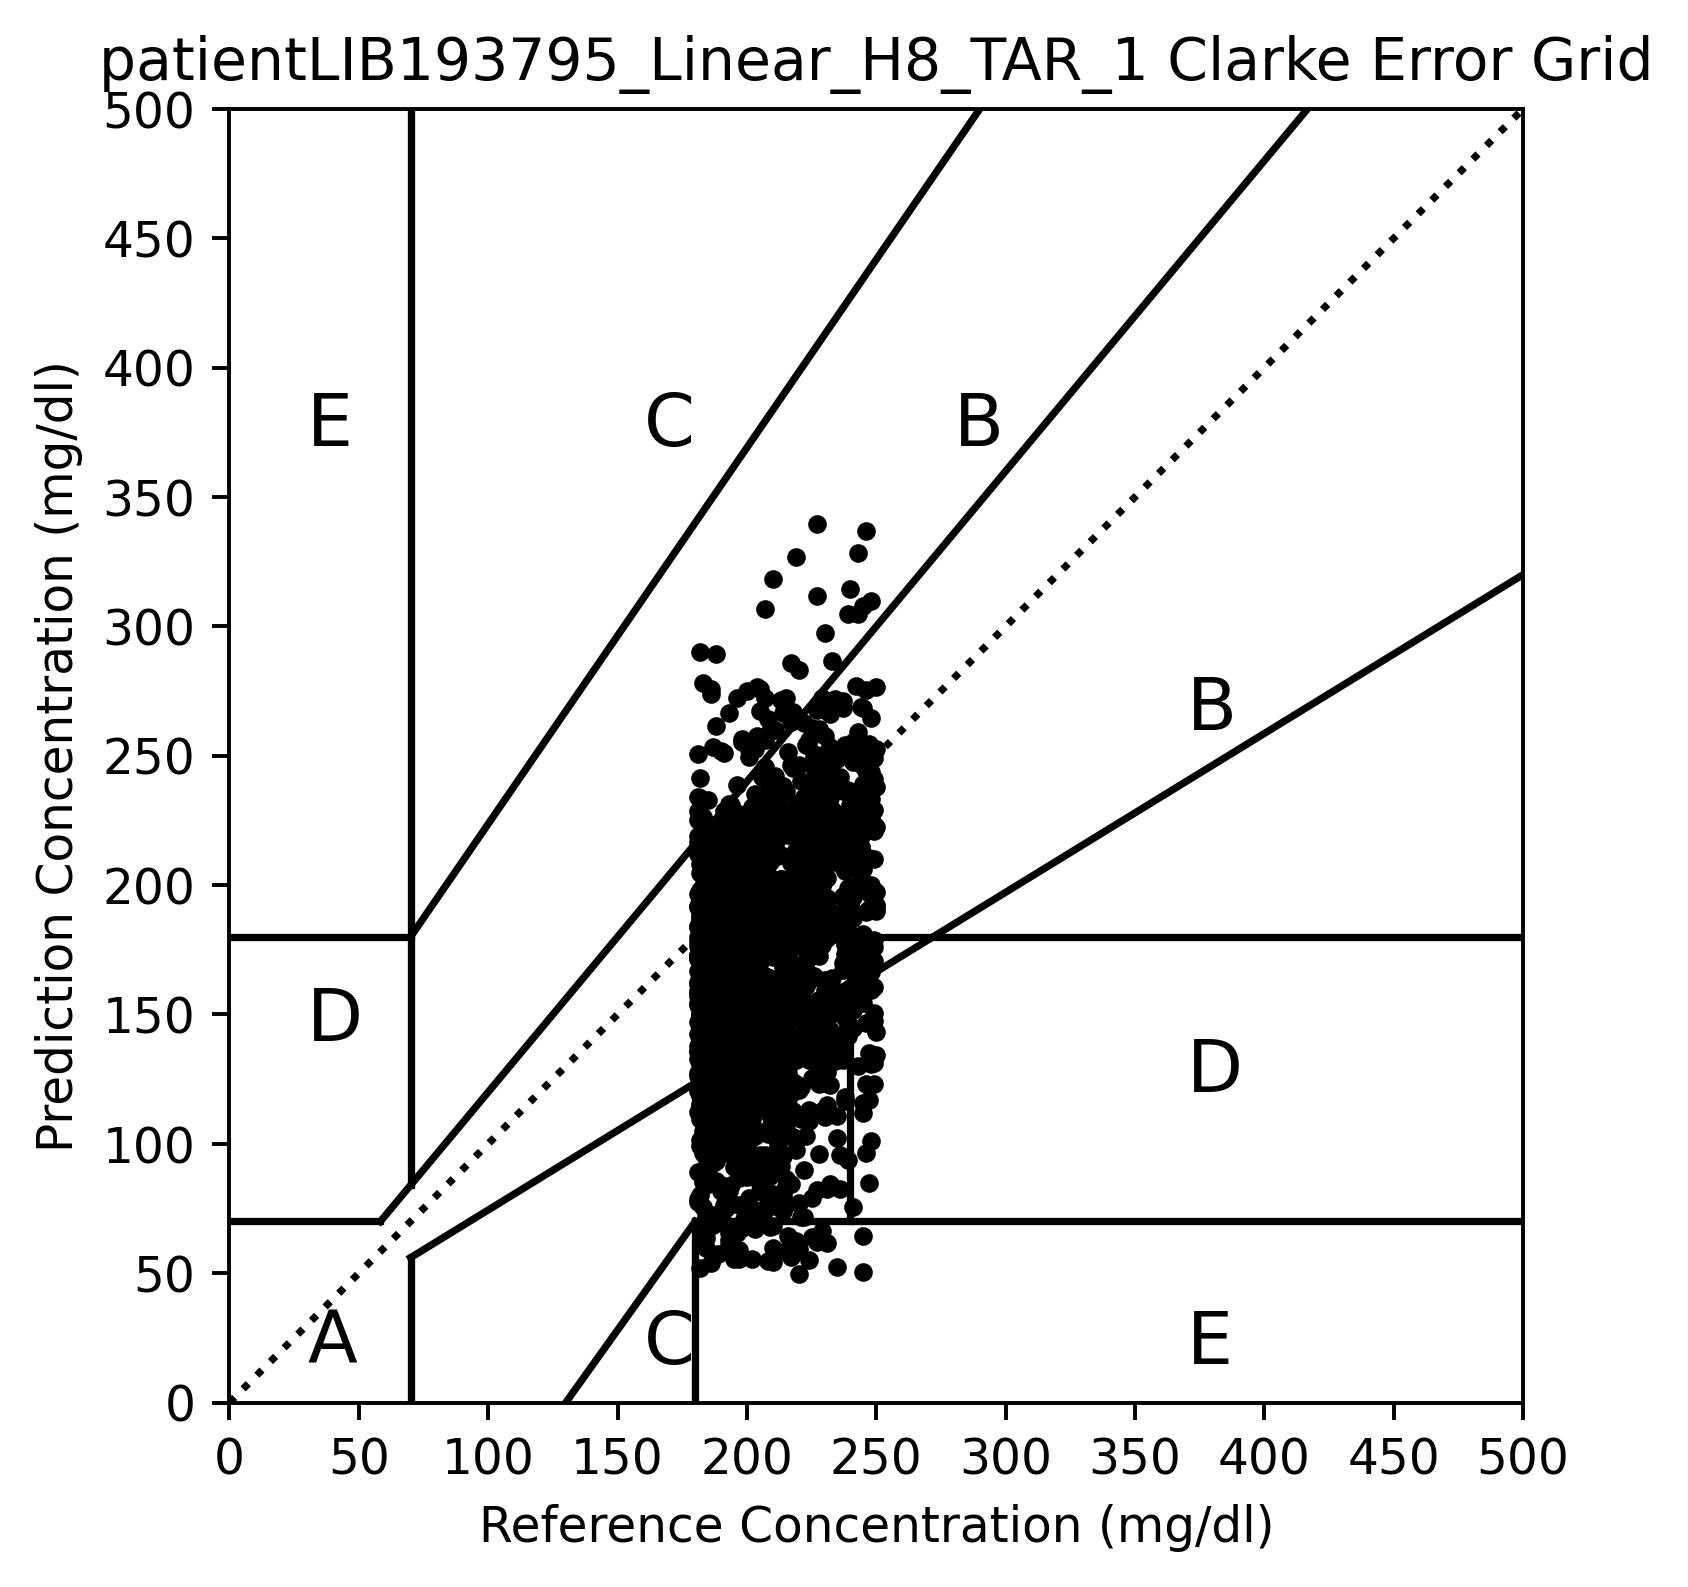 patientLIB193795_Linear_H8_TAR_1 Clarke Error Grid
500
450
400
350
300
250
200
150
100
50
0
Prediction Concentration (mg/dl)
E
C
B
B
D
D
A
C
E
0 50 100 150 200 250 300 350 400 450 500
Reference Concentration (mg/dl)